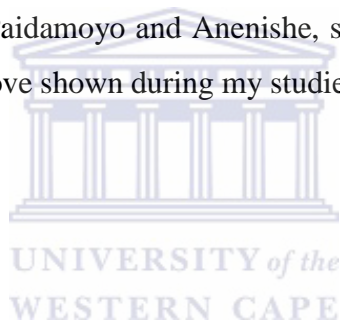 aidamoyo and Anenishe, s
ove shown during my studie
UNIVERSITY of the
WESTERN CAPE